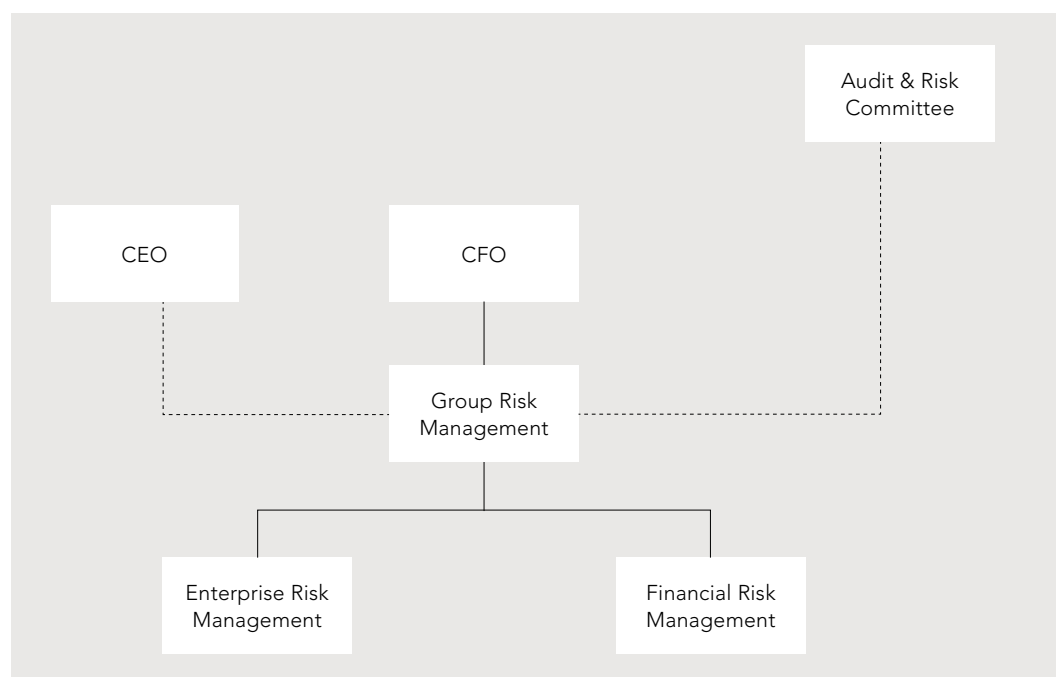 Audit & Risk
Committee
CEO
CFO
Group Risk
Management
Enterprise Risk
Management
Financial Risk
Management